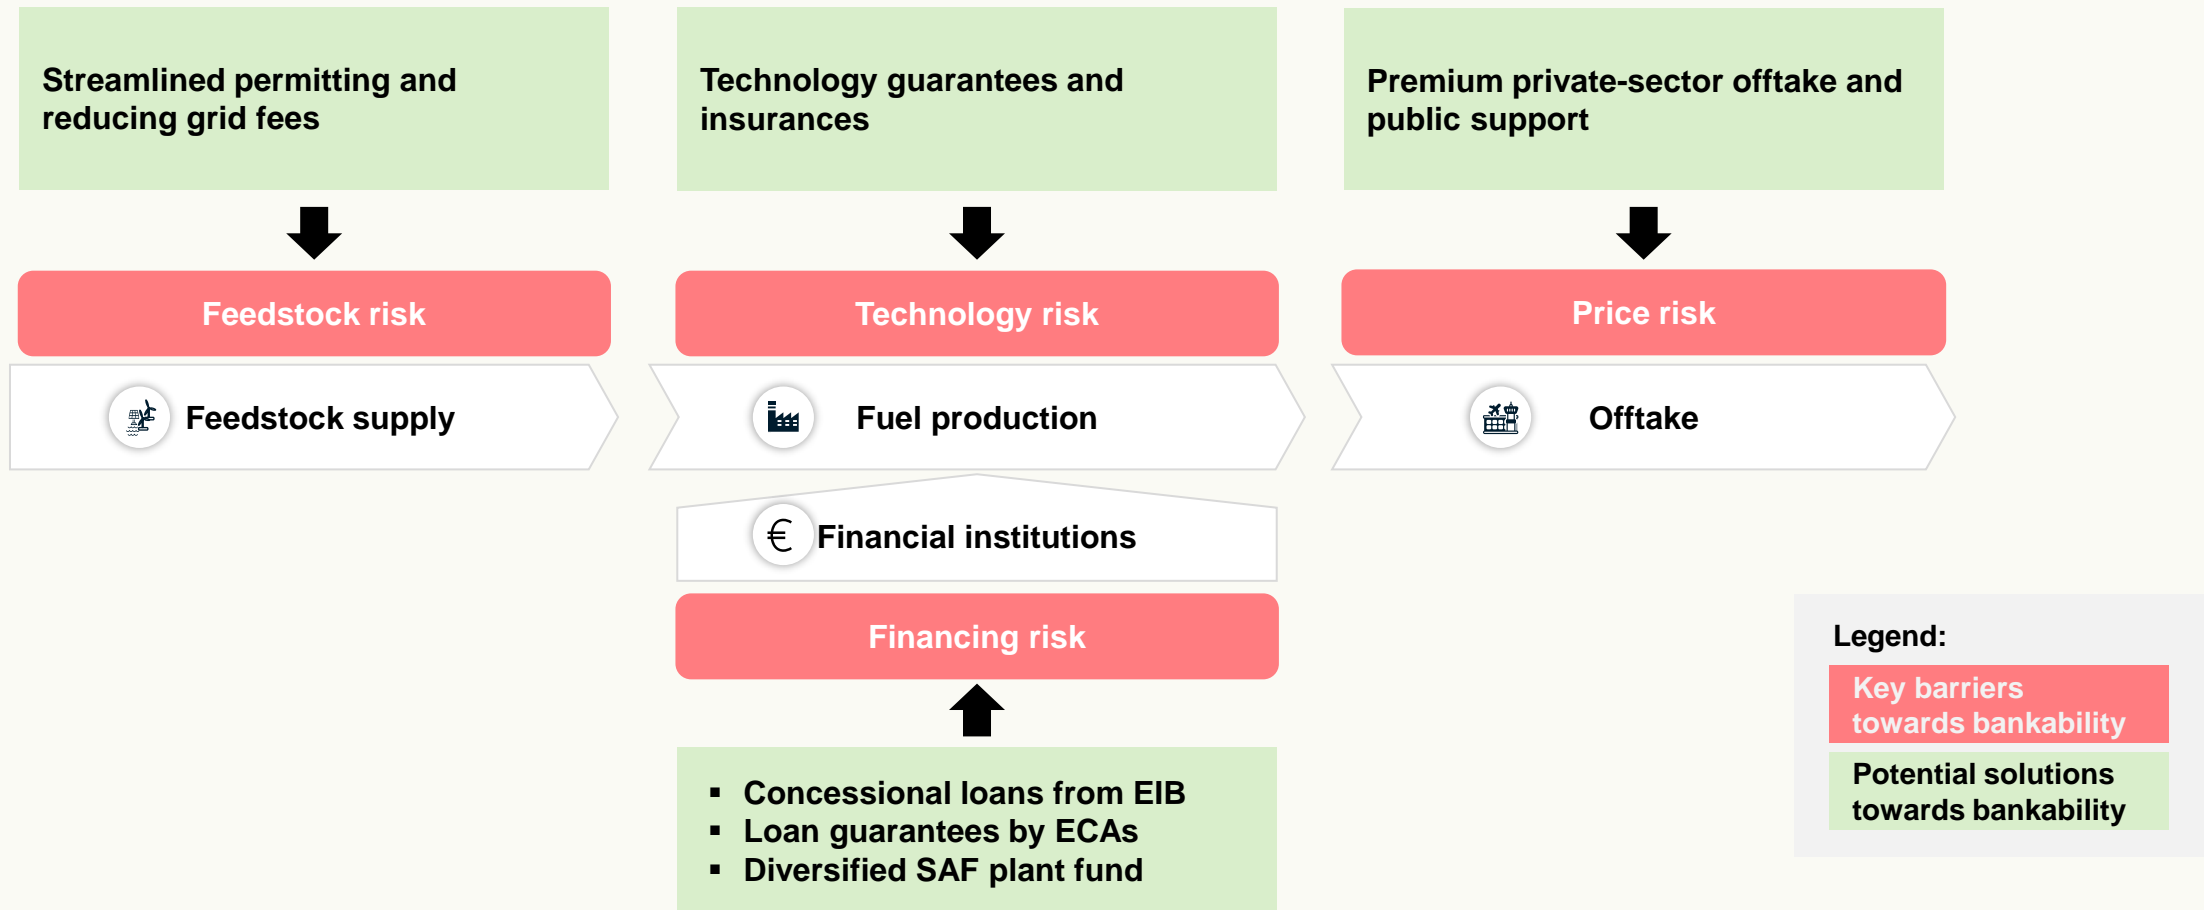 Streamlined permitting and
reducing grid fees
Technology guarantees and
insurances
Premium private-sector offtake and
public support
Feedstock risk
Technology risk
Price risk
Feedstock supply
Fuel production
Offtake
€ Financial institutions
Financing risk
▪ Concessional loans from EIB
▪ Loan guarantees by ECAs
▪ Diversified SAF plant fund
Legend:
Key barriers
towards bankability
Potential solutions
towards bankability